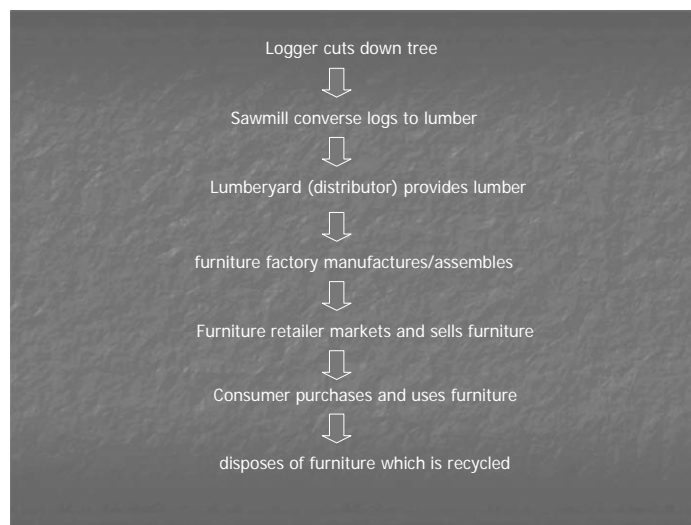 Logger cuts down tree
Sawmill converse logs to lumber
Lumberyard (distributor) provides lumber
furniture factory manufactures/assembles
Furniture retailer markets and sells furniture
Consumer purchases and uses furniture
disposes of furniture which is recycled